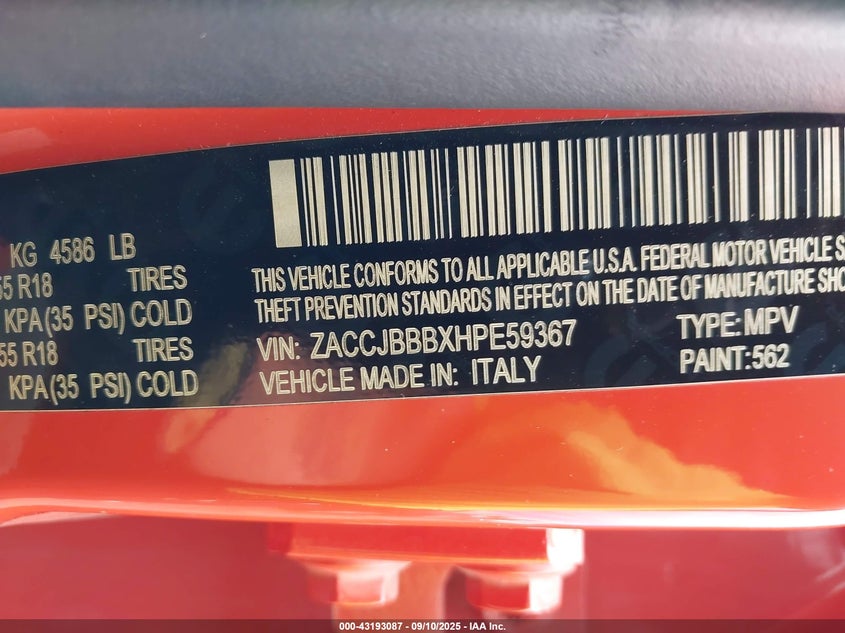 KG 4586 LB
55 R18 TIRES
KPA(35 PSI) COLD
55 R18 TIRES
KPA(35 PSI) COLD
THIS VEHICLE CONFORMS TO ALL APPLICABLE U.S.A. FEDERAL MOTOR VEHICLE S
THEFT PREVENTION STANDARDS IN EFFECT ON THE DATE OF MANUFACTURE SHO
VIN: ZACCJBBBXHPE59367 TYPE: MPV
VEHICLE MADE IN: ITALY PAINT:562
000-43193087 - 09/10/2025 - IAA Inc.